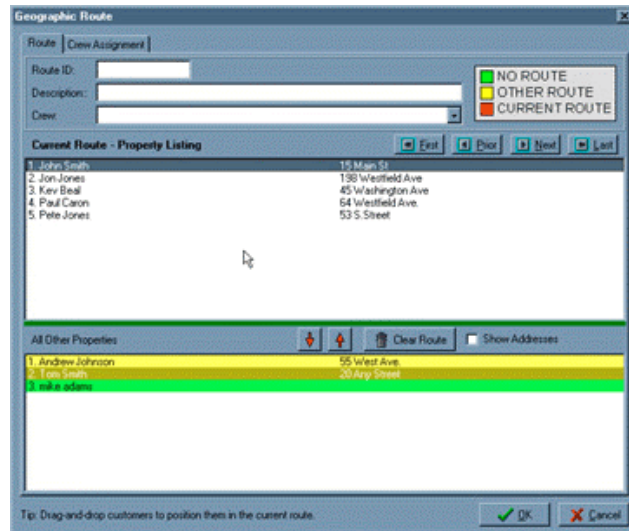 Geographic Route
Route Crew Assignment
Route ID:
Description:
Crew:
NO ROUTE
OTHER ROUTE
CURRENT ROUTE
Current Route - Property Listing First Prior Next Last
1. John Smith 15 Main St
2. Jon Jones 198 Westfield Ave
3. Kev Beal 45 Washington Ave
4. Paul Caron 64 Westfield Ave.
5. Pete Jones 53 S. Street
All Other Properties Clear Route Show Addresses
1. Andrew Johnson 55 West Ave.
2. Tom Smith 20 Any Street
3. mike adams
Tip: Drag-and-drop customers to position them in the current route. OK Cancel